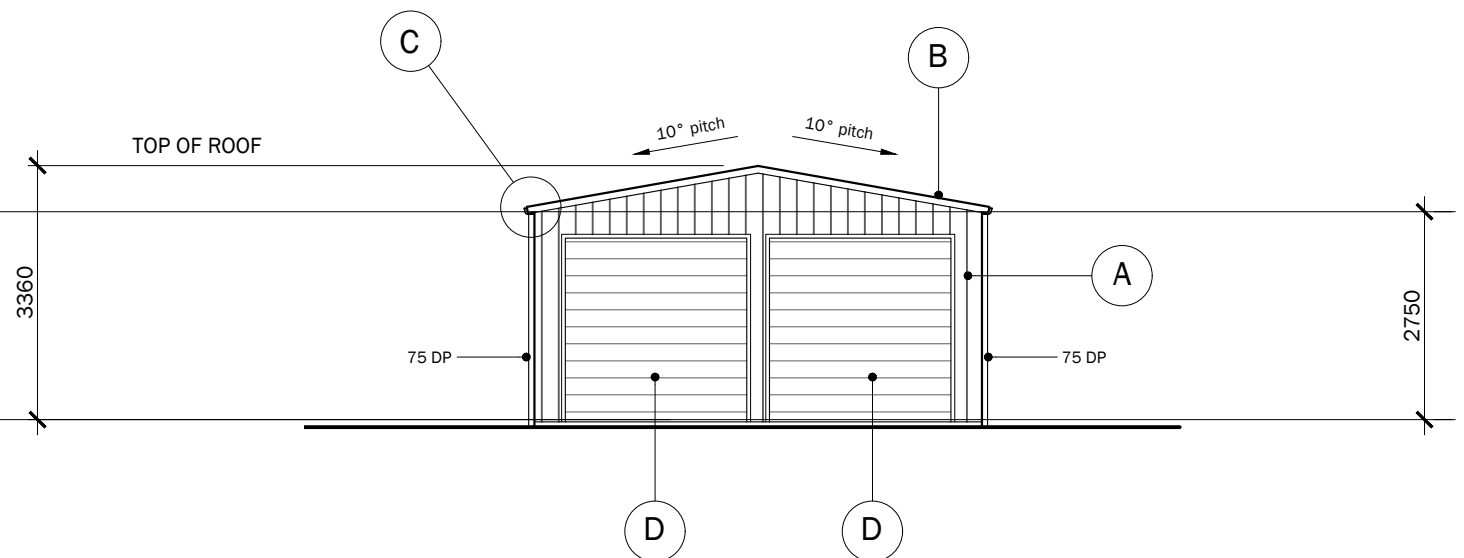 C
B
10° pitch
10° pitch
TOP OF ROOF
A
3360
2750
75 DP
75 DP
D
D